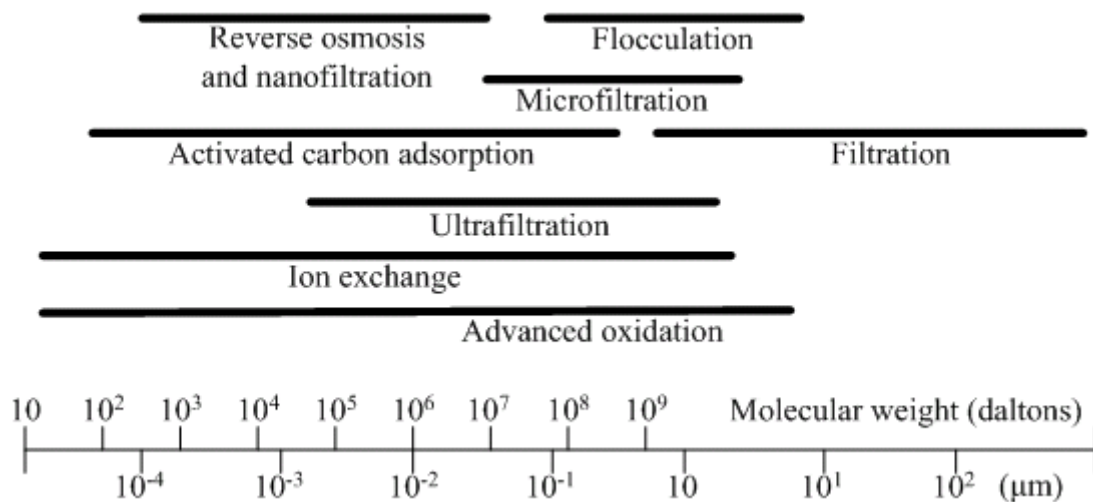 Reverse osmosis
and nanofiltration
Flocculation
Microfiltration
Activated carbon adsorption
Filtration
Ultrafiltration
Ion exchange
Advanced oxidation
10 10² 10³ 10⁴ 10⁵ 10⁶ 10⁷ 10⁸ 10⁹ Molecular weight (daltons)
10⁻⁴ 10⁻³ 10⁻² 10⁻¹ 10 10¹ 10² (μm)